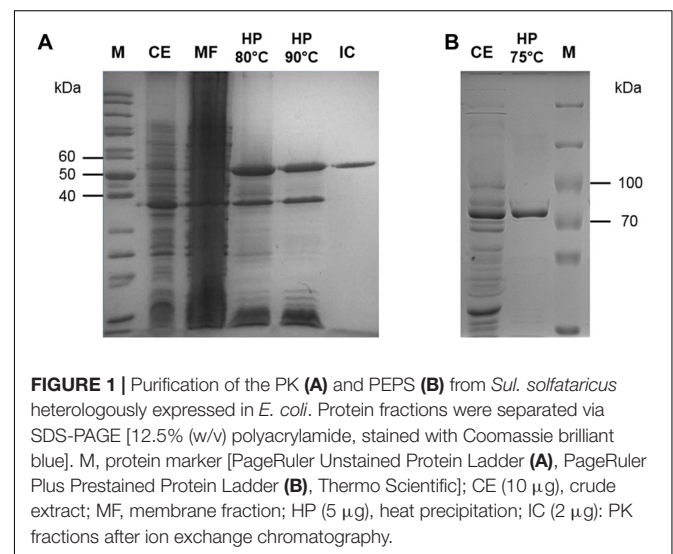 A
M CE MF HP 80°C HP 90°C IC
kDa
60
50
40
B
CE HP 75°C M
kDa
100
70
FIGURE 1 | Purification of the PK (A) and PEPS (B) from Sul. solfataricus
heterologously expressed in E. coli. Protein fractions were separated via
SDS-PAGE [12.5% (w/v) polyacrylamide, stained with Coomassie brilliant
blue]. M, protein marker [PageRuler Unstained Protein Ladder (A), PageRuler
Plus Prestained Protein Ladder (B), Thermo Scientific]; CE (10 μg), crude
extract; MF, membrane fraction; HP (5 μg), heat precipitation; IC (2 μg): PK
fractions after ion exchange chromatography.